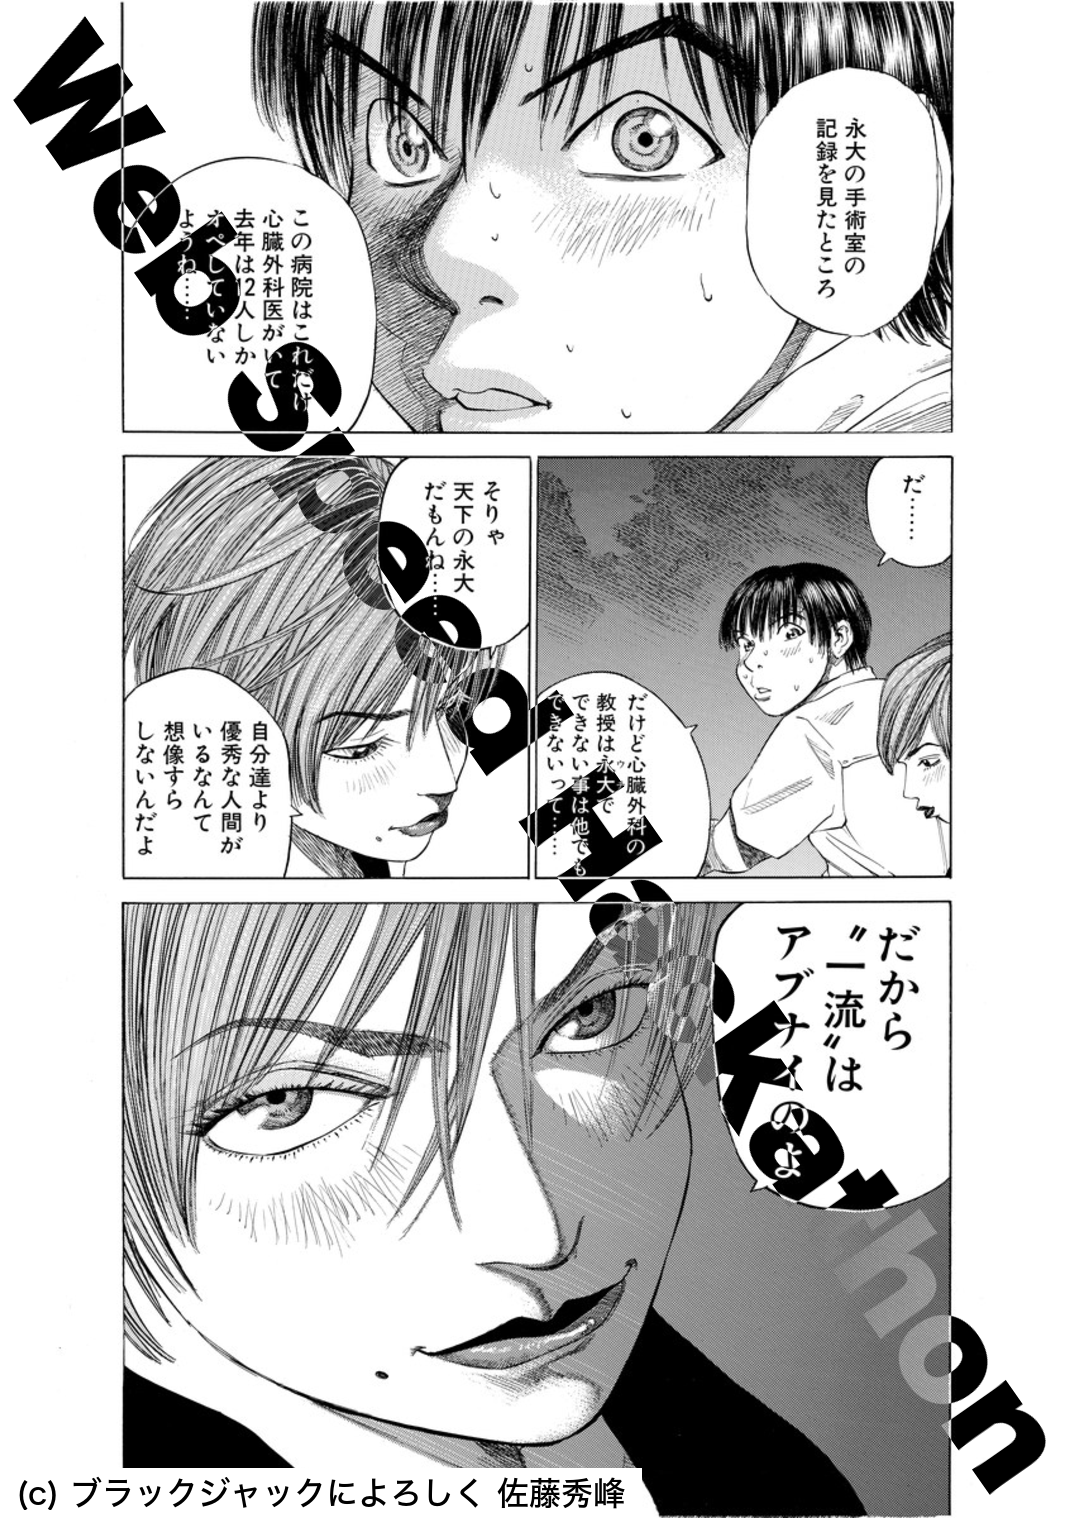 永大の手術室の
記録を見たところ
この病院はこれだけ
心臓外科医がいて
去年は12人しか
オペしていない
ようね……
だ……
だけど心臓外科の
教授は永大で
できない事は他でも
できないって……
そりゃ
天下の永大
だもんね……
自分達より
優秀な人間が
いるなんて
想像すら
しないんだよ
だから
〝一流〟は
アブナイのよ
Web Spider Hackathon
(c) ブラックジャックによろしく 佐藤秀峰